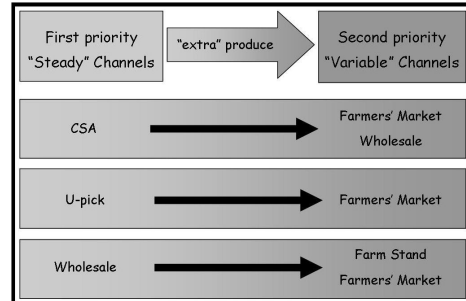 First priority
"Steady" Channels
"extra" produce
Second priority
"Variable" Channels
CSA
Farmers' Market
Wholesale
U-pick
Farmers' Market
Wholesale
Farm Stand
Farmers' Market